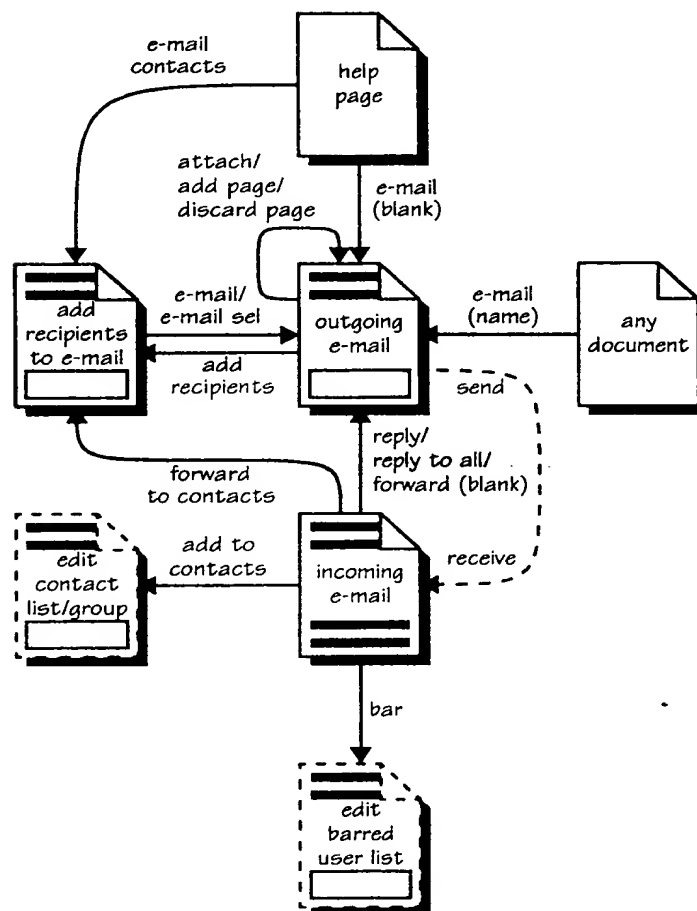 e-mail
contacts
help
page
attach/
add page/
discard page
e-mail
(blank)
add
recipients
to e-mail
e-mail/
e-mail sel
add
recipients
outgoing
e-mail
e-mail
(name)
any
document
send
reply/
reply to all/
forward (blank)
forward
to contacts
edit
contact
list/group
add to
contacts
incoming
e-mail
receive
bar
edit
barred
user list